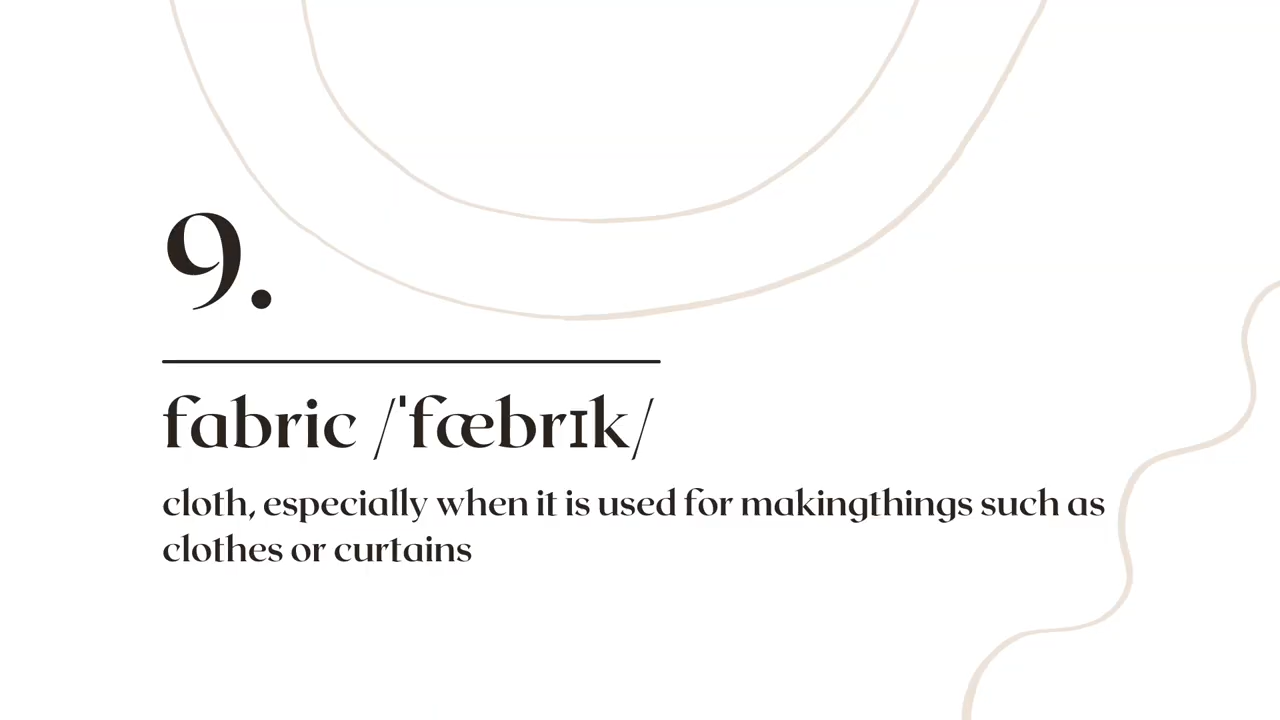 9.
fabric /ˈfæbrɪk/
cloth, especially when it is used for makingthings such as
clothes or curtains